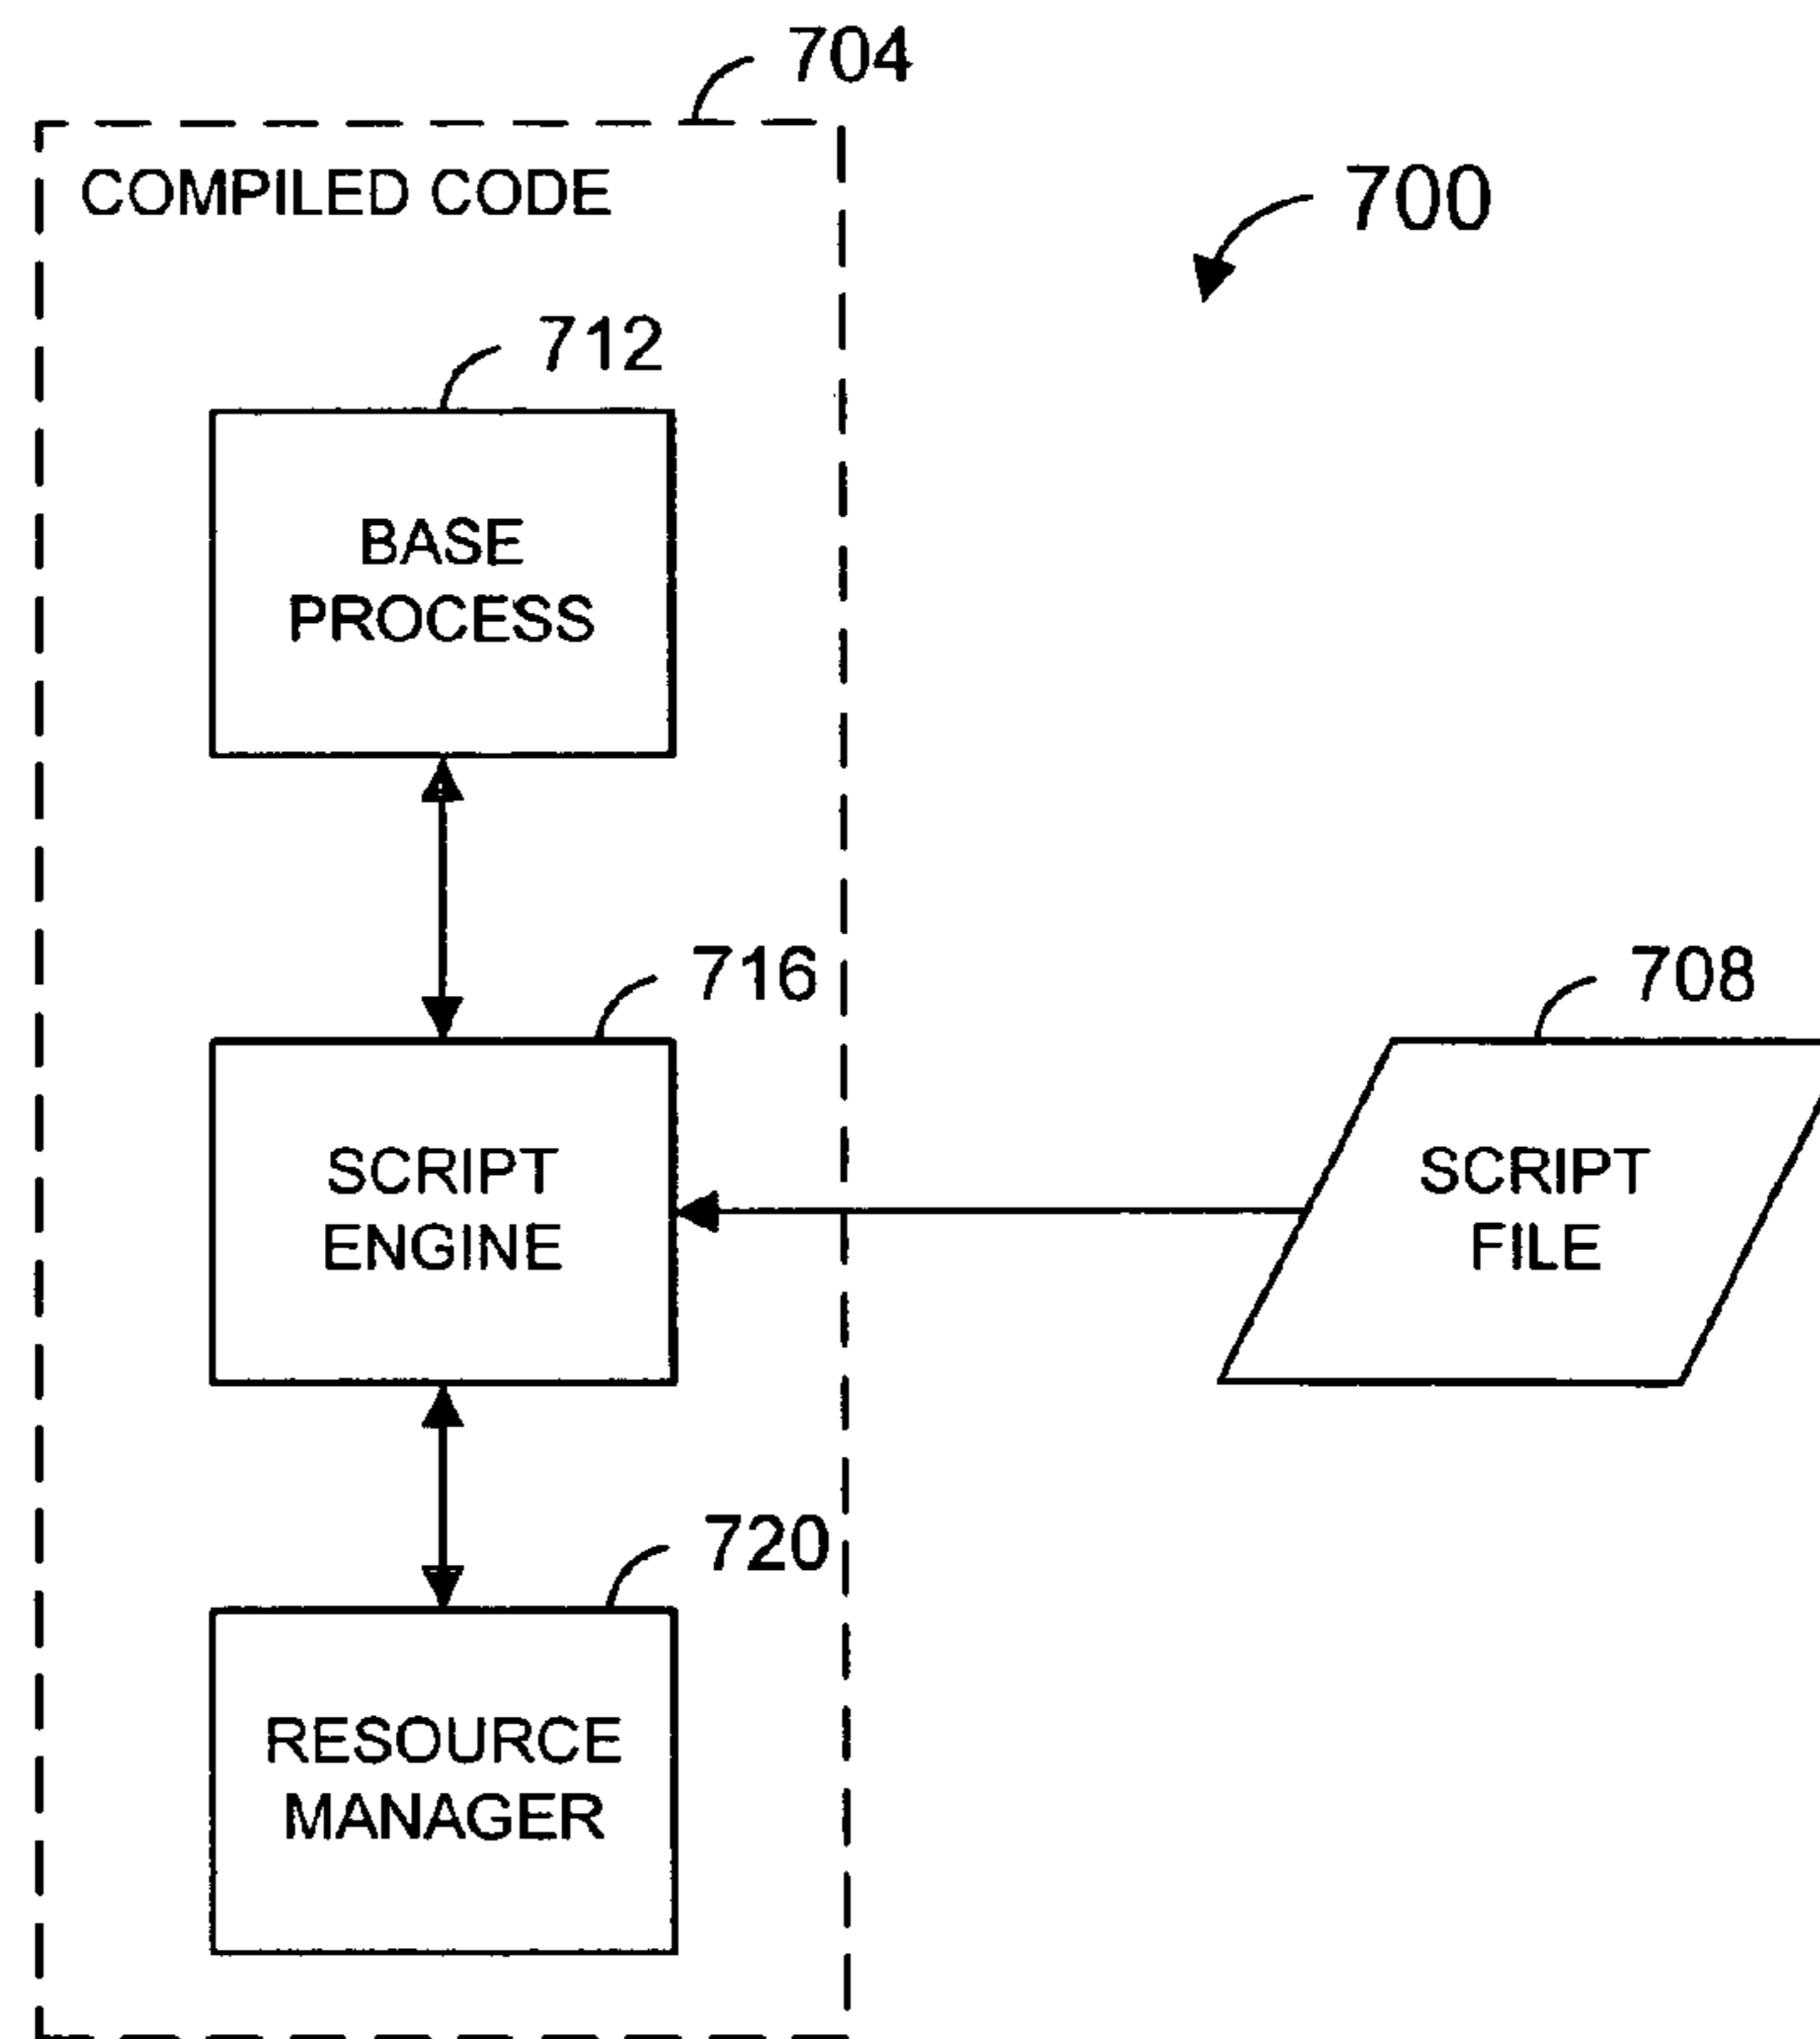 704
COMPILED CODE
700
712
BASE
PROCESS
716
708
SCRIPT
ENGINE
SCRIPT
FILE
720
RESOURCE
MANAGER